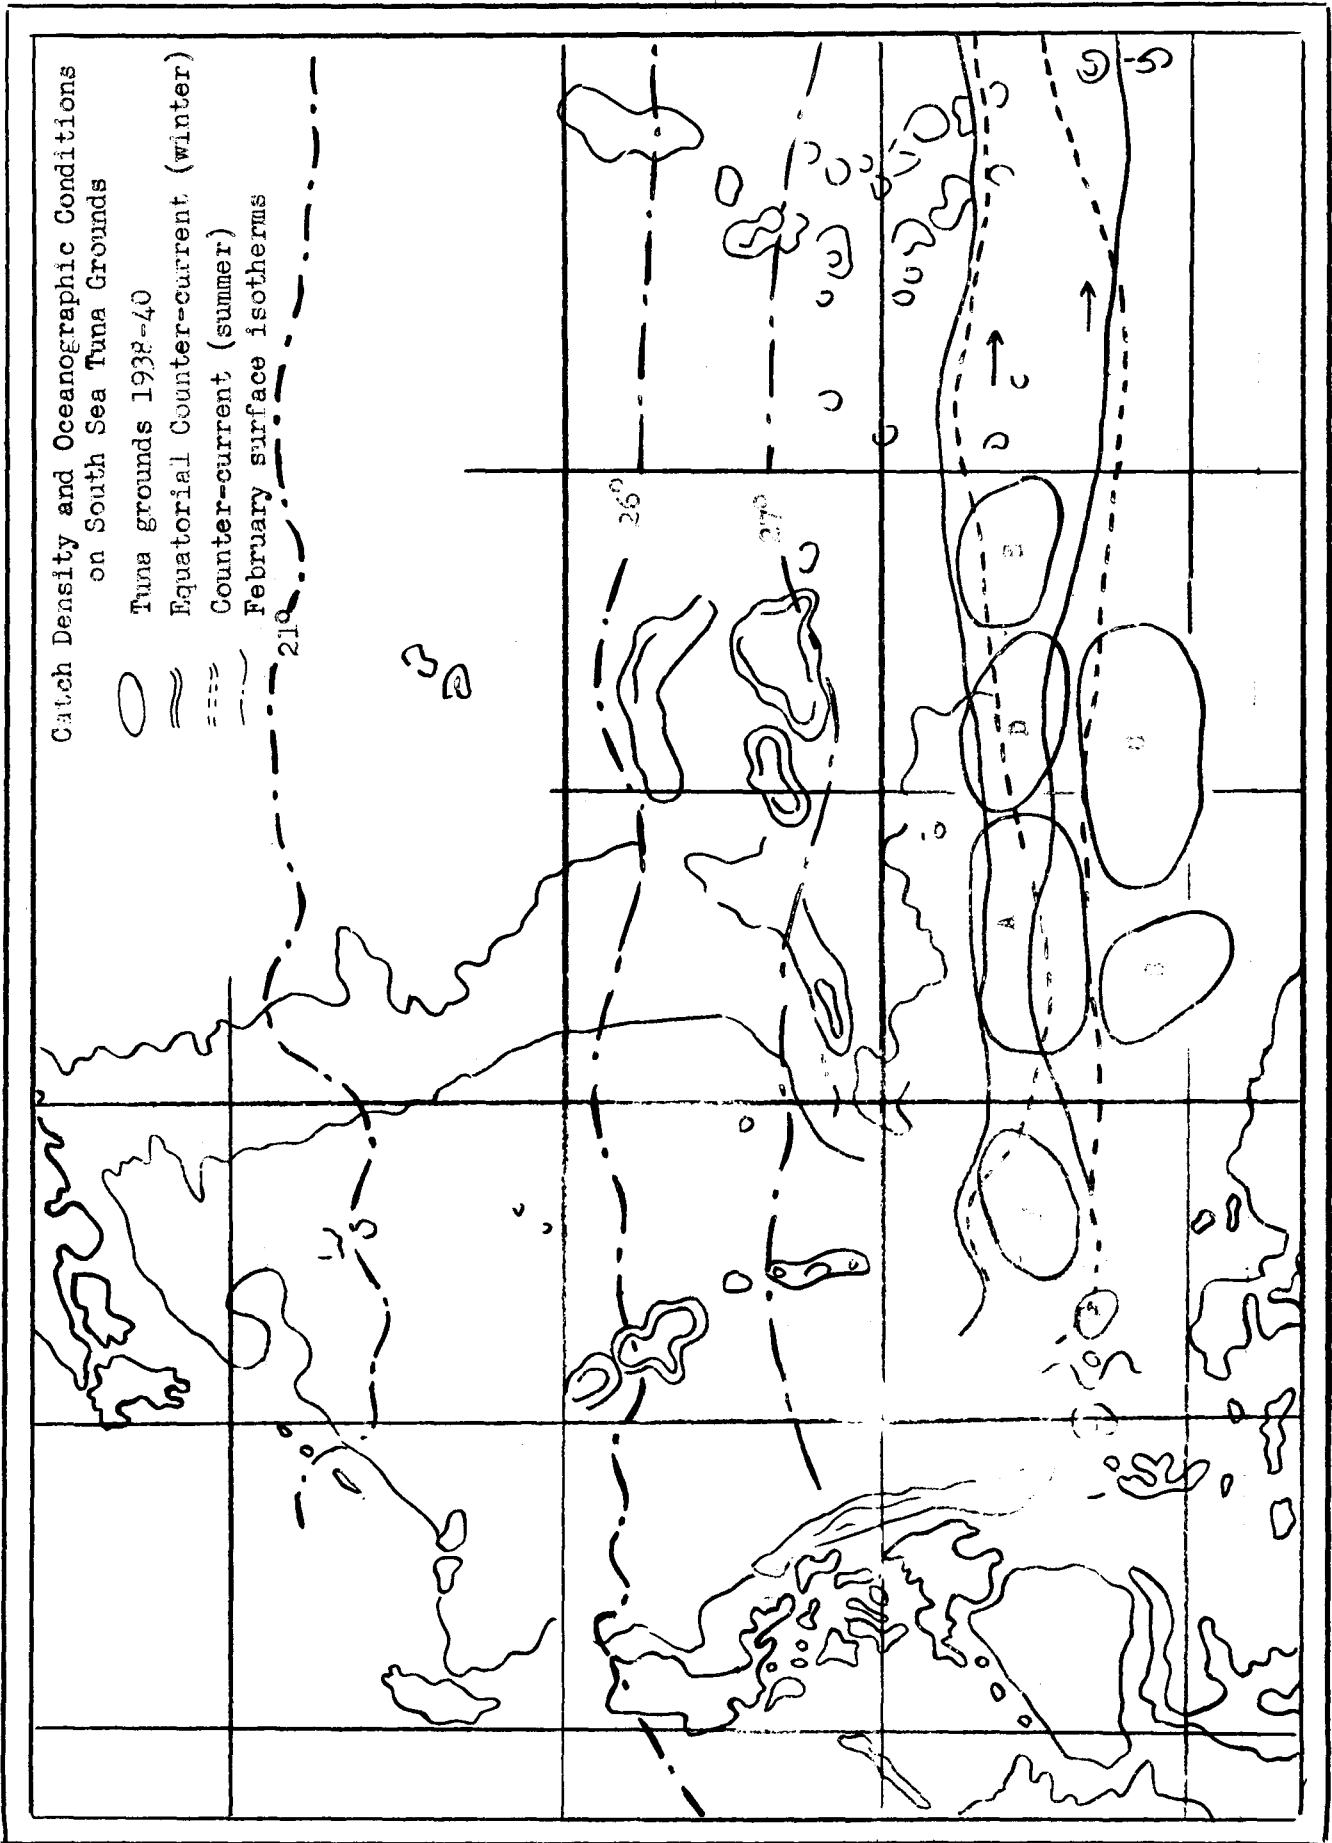 Catch Density and Oceanographic Conditions
on South Sea Tuna Grounds
Tuna grounds 1938-40
Equatorial Counter-current (winter)
Counter-current (summer)
February surface isotherms
21°
26°
27°
A
D